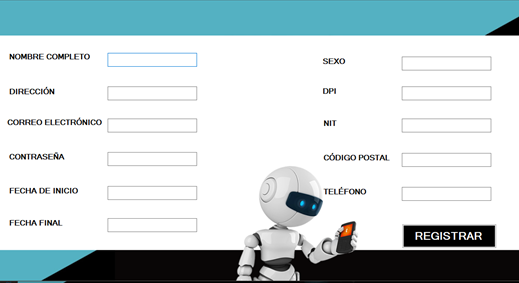 NOMBRE COMPLETO
DIRECCIÓN
CORREO ELECTRÓNICO
CONTRASEÑA
FECHA DE INICIO
FECHA FINAL
SEXO
DPI
NIT
CÓDIGO POSTAL
TELÉFONO
REGISTRAR